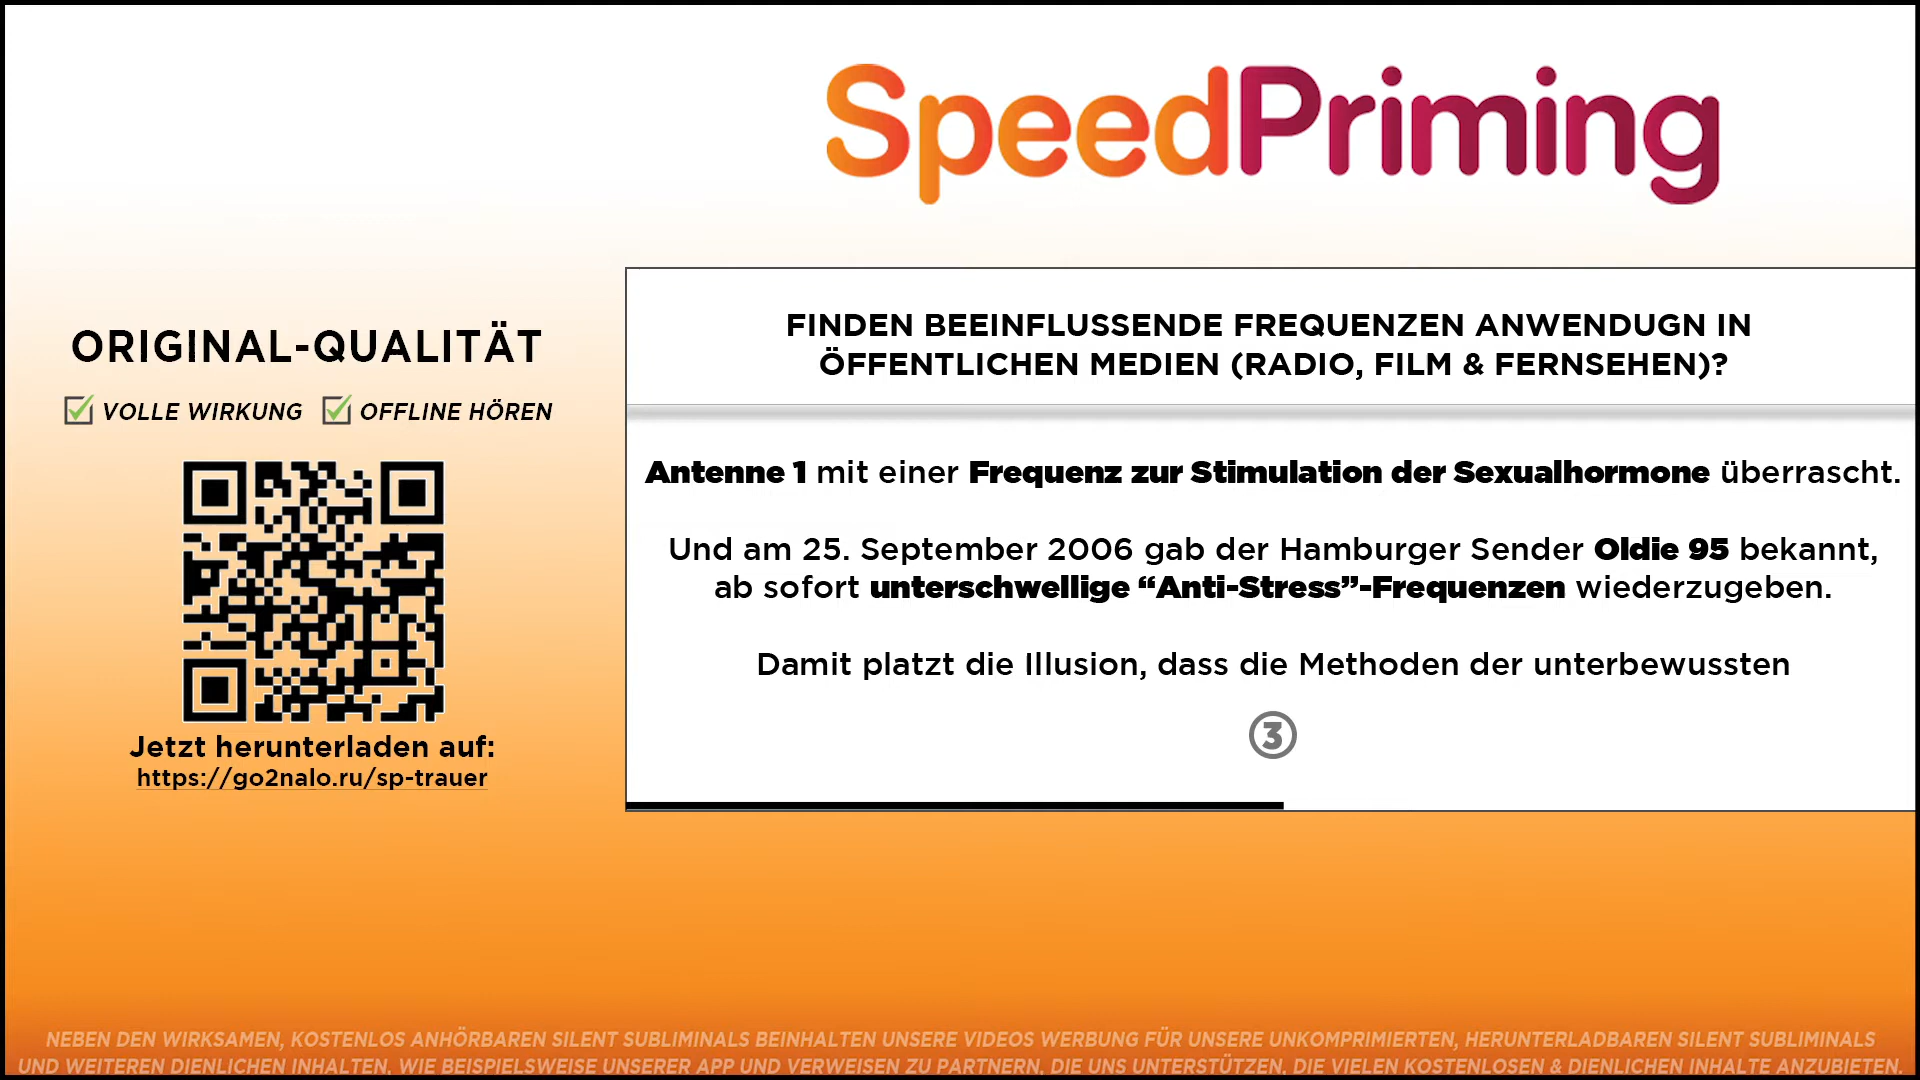 SpeedPriming
ORIGINAL-QUALITÄT
VOLLE WIRKUNG OFFLINE HÖREN
Jetzt herunterladen auf:
https://go2nalo.ru/sp-trauer
FINDEN BEEINFLUSSENDE FREQUENZEN ANWENDUGN IN
ÖFFENTLICHEN MEDIEN (RADIO, FILM & FERNSEHEN)?
Antenne 1 mit einer Frequenz zur Stimulation der Sexualhormone überrascht.
Und am 25. September 2006 gab der Hamburger Sender Oldie 95 bekannt,
ab sofort unterschwellige “Anti-Stress”-Frequenzen wiederzugeben.
Damit platzt die Illusion, dass die Methoden der unterbewussten
3
NEBEN DEN WIRKSAMEN, KOSTENLOS ANHÖRBAREN SILENT SUBLIMINALS BEINHALTEN UNSERE VIDEOS WERBUNG FÜR UNSERE UNKOMPRIMIERTEN, HERUNTERLADBAREN SILENT SUBLIMINALS
UND WEITEREN DIENLICHEN INHALTEN, WIE BEISPIELSWEISE UNSERER APP UND VERWEISEN ZU PARTNERN, DIE UNS UNTERSTÜTZEN, DIE VIELEN KOSTENLOSEN & DIENLICHEN INHALTE ANZUBIETEN.